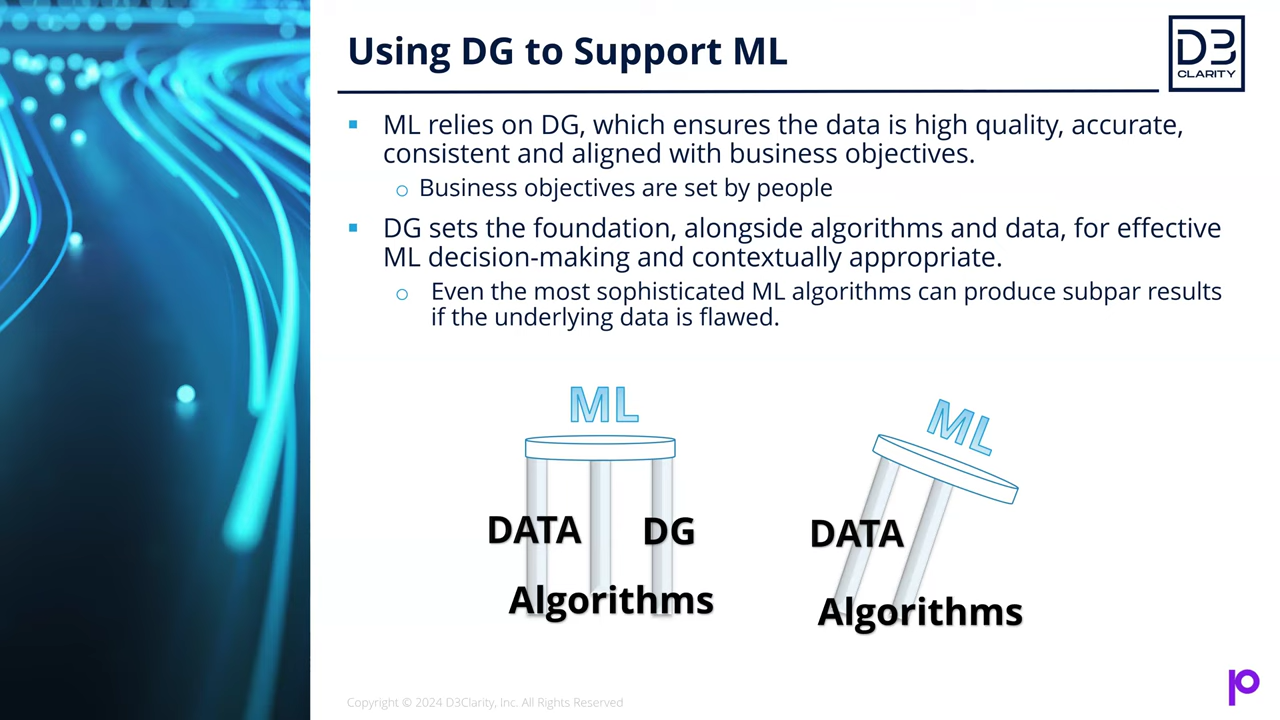 Using DG to Support ML
D3
CLARITY
ML relies on DG, which ensures the data is high quality, accurate,
consistent and aligned with business objectives.
Business objectives are set by people
DG sets the foundation, alongside algorithms and data, for effective
ML decision-making and contextually appropriate.
Even the most sophisticated ML algorithms can produce subpar results
if the underlying data is flawed.
ML
DATA
DG
Algorithms
ML
DATA
Algorithms
Copyright © 2024 D3Clarity, Inc. All Rights Reserved